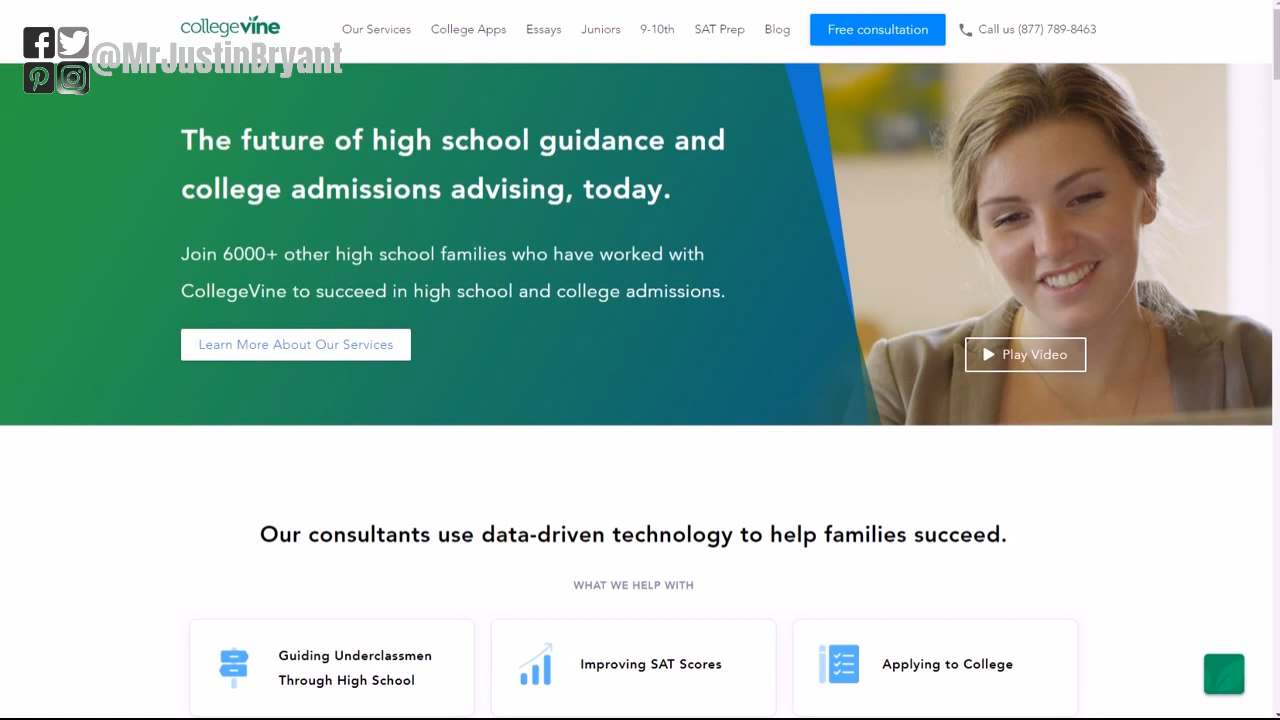 collegevine
Our Services
College Apps
Essays
Juniors
9-10th
SAT Prep
Blog
Free consultation
Call us (877) 789-8463
@MrJustinBryant
The future of high school guidance and
college admissions advising, today.
Join 6000+ other high school families who have worked with
CollegeVine to succeed in high school and college admissions.
Learn More About Our Services
Play Video
Our consultants use data-driven technology to help families succeed.
WHAT WE HELP WITH
Guiding Underclassmen
Through High School
Improving SAT Scores
Applying to College